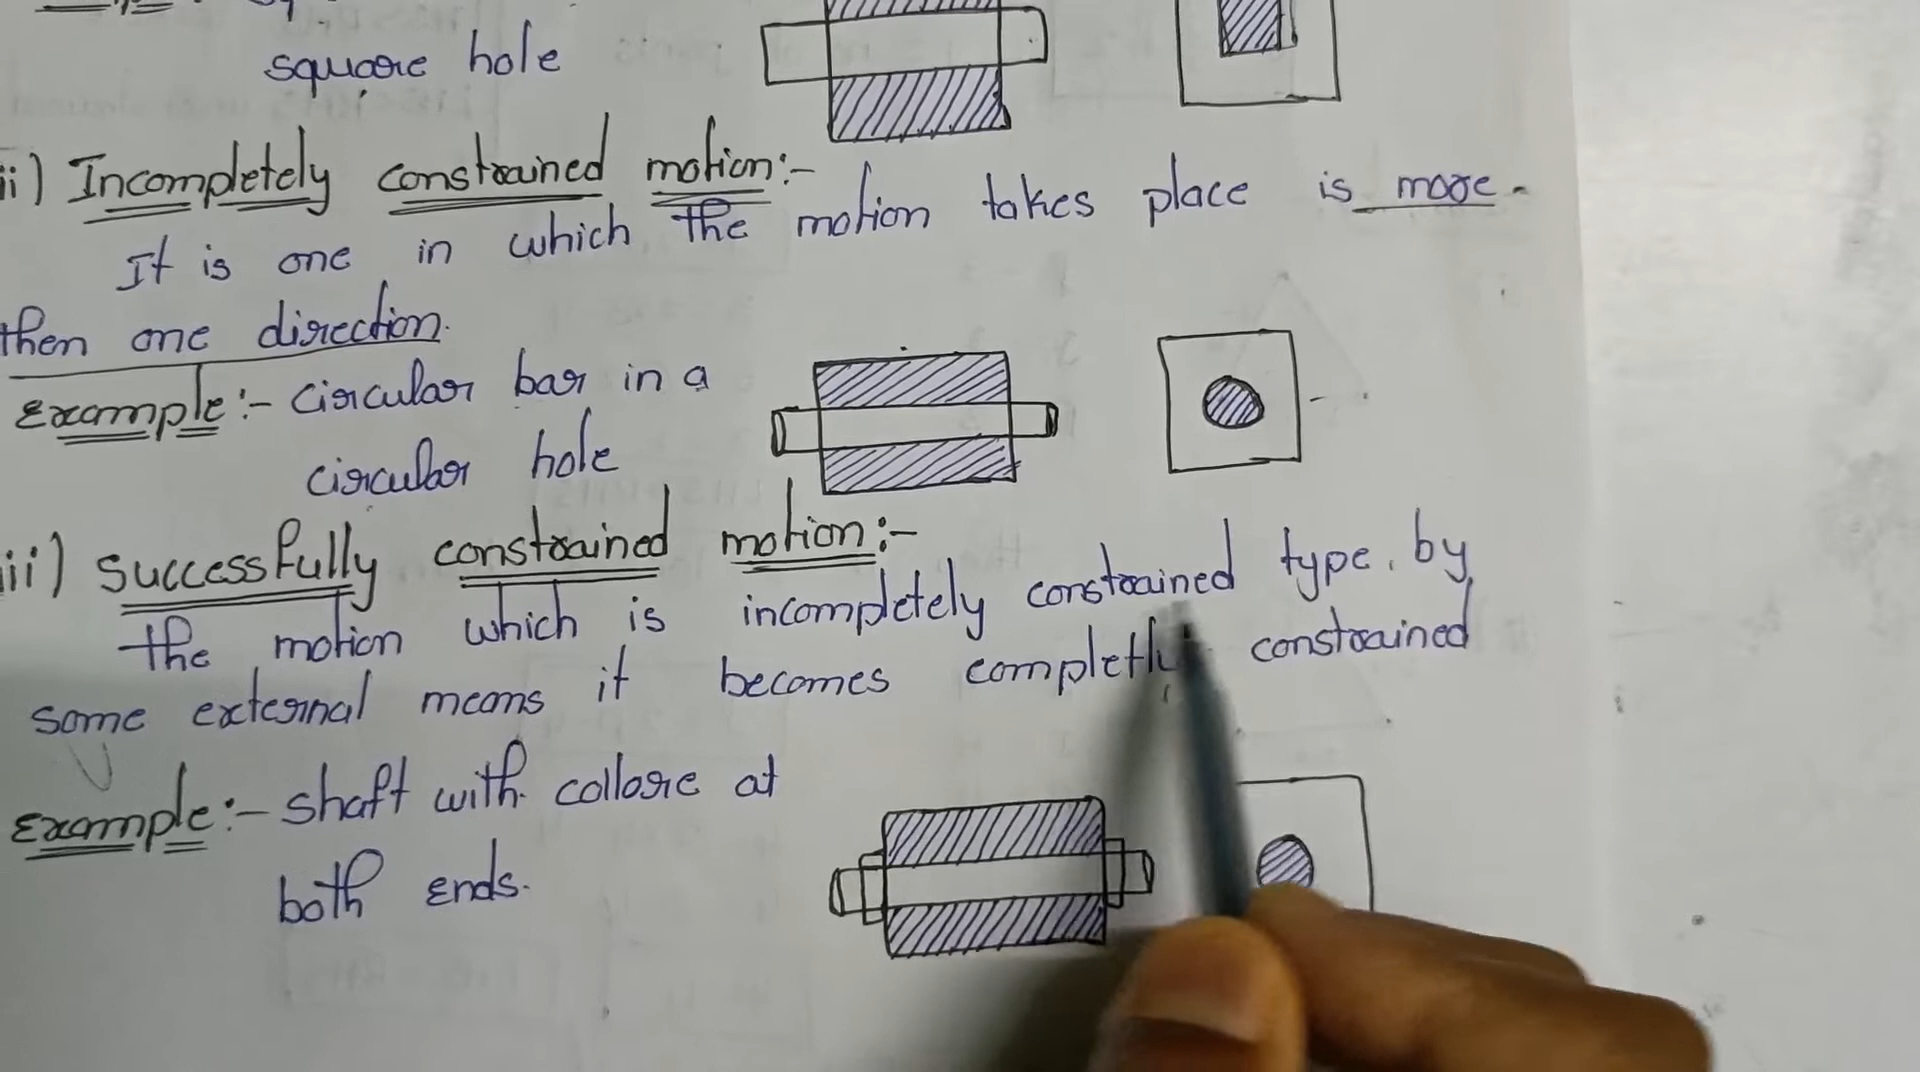 square hole
ii) Incompletely constrained motion:-
It is one in which the motion takes place is more
then one direction.
Example:- circular bar in a
circular hole
iii) Successfully constrained motion:-
the motion which is incompletely constrained type. by
some external means it becomes completly constrained
Example:- shaft with collore at
both ends.